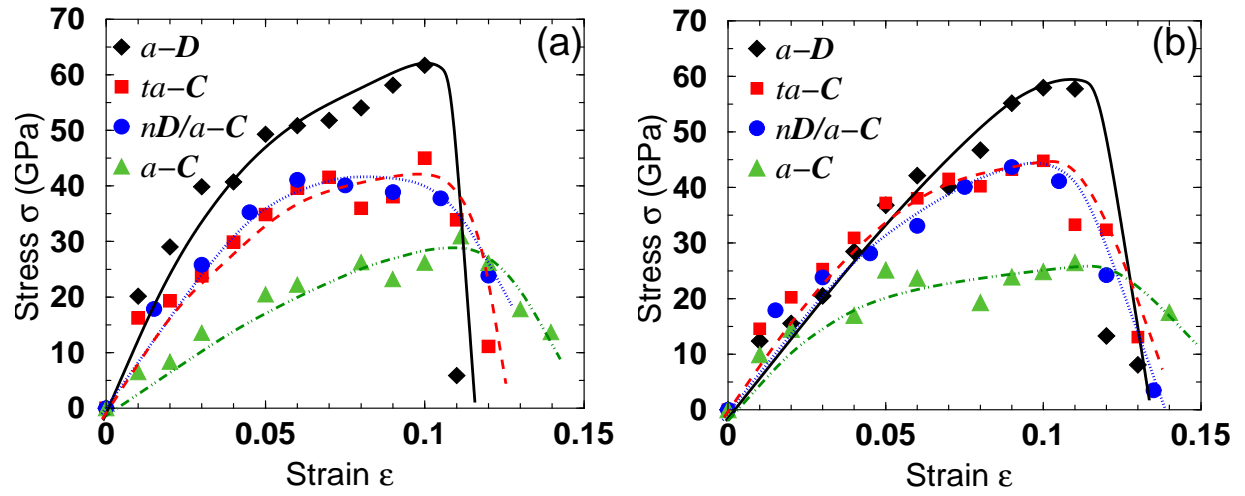 70
60
50
40
30
20
10
0
Stress σ (GPa)
(a)
a–D
ta–C
nD/a–C
a–C
0
0.05
0.1
0.15
Strain ε
70
60
50
40
30
20
10
0
Stress σ (GPa)
(b)
a–D
ta–C
nD/a–C
a–C
0
0.05
0.1
0.15
Strain ε